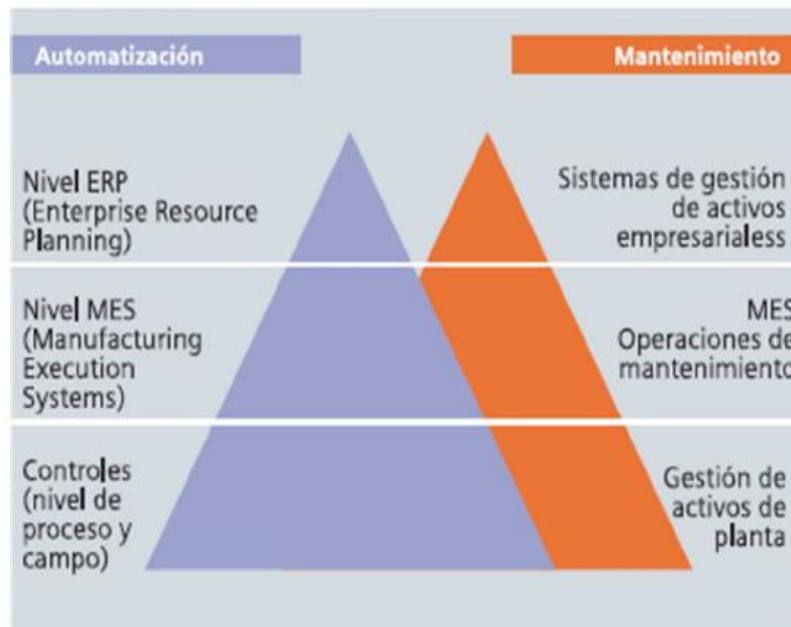 Automatización
Mantenimiento
Nivel ERP
(Enterprise Resource
Planning)
Sistemas de gestión
de activos
empresarialess
Nivel MES
(Manufacturing
Execution
Systems)
MES
Operaciones de
mantenimiento
Controles
(nivel de
proceso y
campo)
Gestión de
activos de
planta